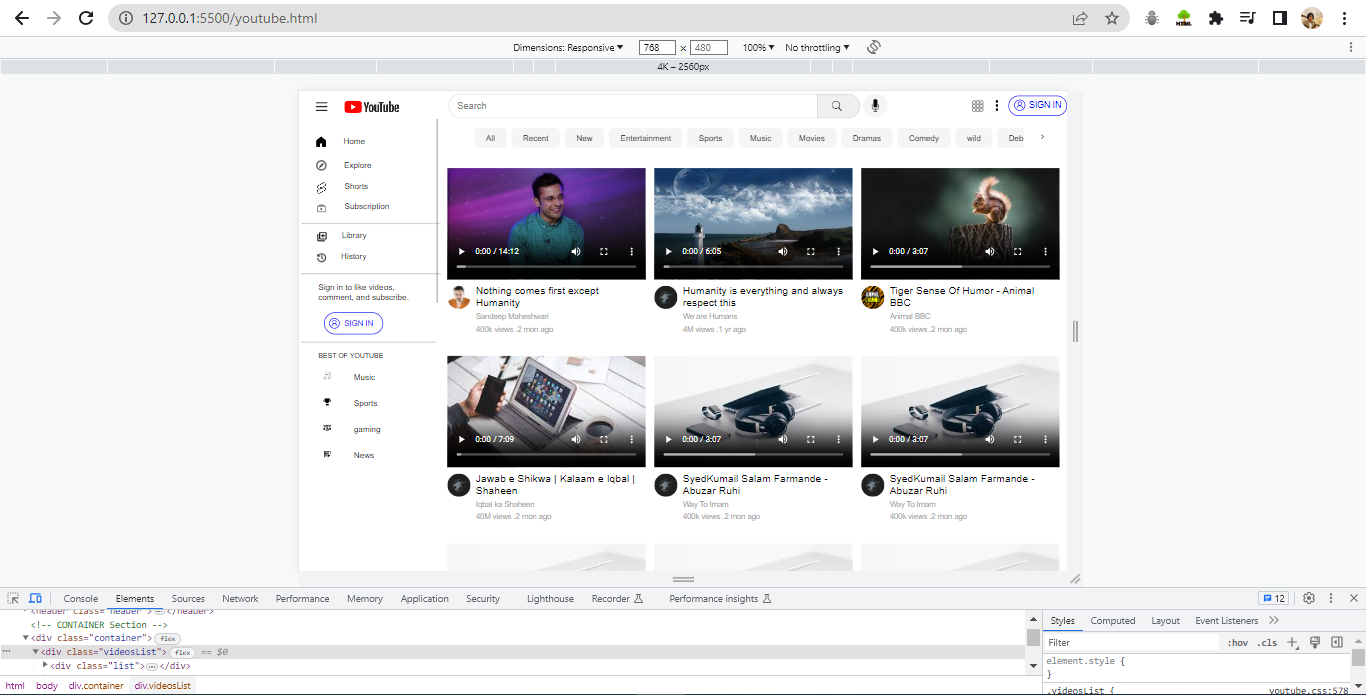 127.0.0.1:5500/youtube.html
Dimensions: Responsive 768 x 480 100% No throttling
4K – 2560px
YouTube Search SIGN IN
All Recent New Entertainment Sports Music Movies Dramas Comedy wild Deb
Home
Explore
Shorts
Subscription
Library
History
Sign in to like videos,
comment, and subscribe.
SIGN IN
BEST OF YOUTUBE
Music
Sports
gaming
News
0:00 / 14:12
Nothing comes first except
Humanity
Sandeep Maheshwari
400k views .2 mon ago
0:00 / 6:05
Humanity is everything and always
respect this
We are Humans
4M views .1 yr ago
0:00 / 3:07
Tiger Sense Of Humor - Animal
BBC
Animal BBC
400k views .2 mon ago
0:00 / 7:09
Jawab e Shikwa | Kalaam e Iqbal |
Shaheen
Iqbal ka Shaheen
40M views .2 mon ago
0:00 / 3:07
SyedKumail Salam Farmande -
Abuzar Ruhi
Way To Imam
400k views .2 mon ago
0:00 / 3:07
SyedKumail Salam Farmande -
Abuzar Ruhi
Way To Imam
400k views .2 mon ago
Console Elements Sources Network Performance Memory Application Security Lighthouse Recorder Performance insights 12
<header class="header">…</header>
<!-- CONTAINER Section -->
<div class="container"> flex
<div class="videosList"> flex == $0
<div class="list">…</div>
html body div.container div.videosList
Styles Computed Layout Event Listeners
Filter :hov .cls
element.style {
}
.videosList { youtube.css:578